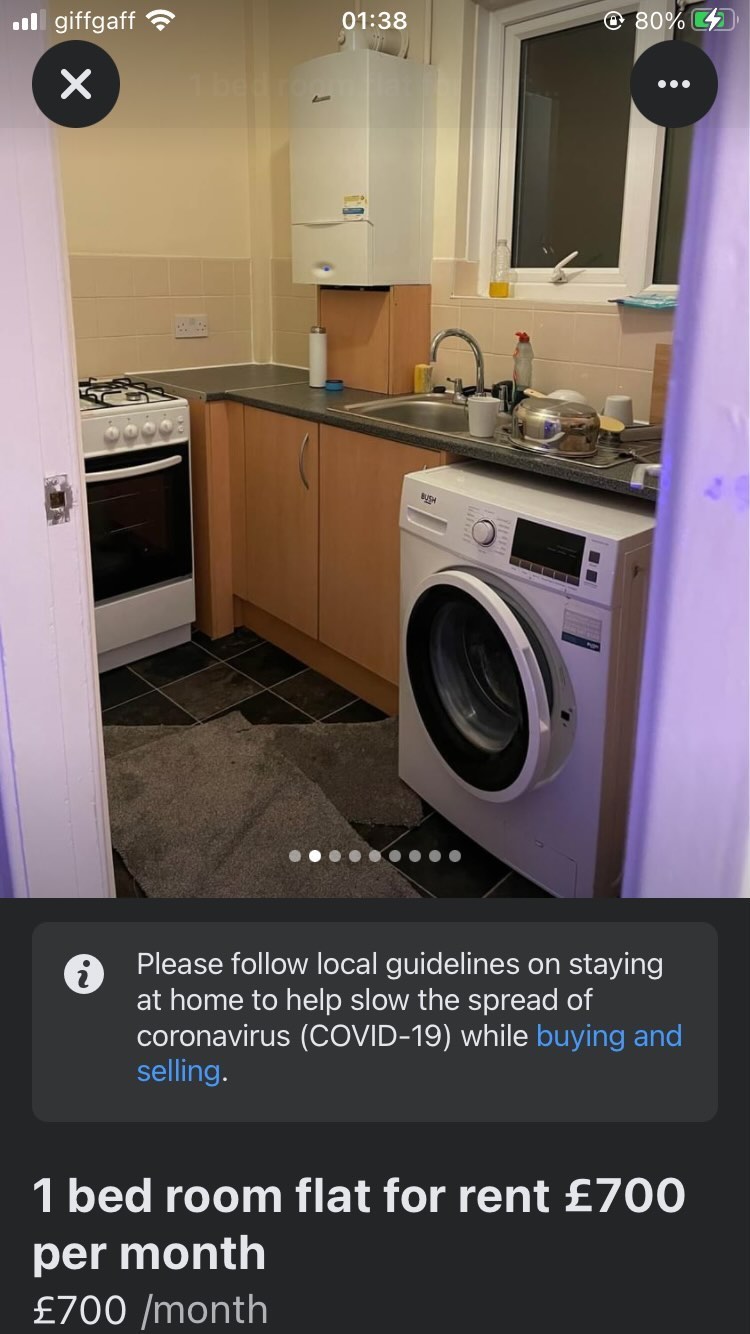 giffgaff 01:38 80%
BUSH
Please follow local guidelines on staying
at home to help slow the spread of
coronavirus (COVID-19) while buying and
selling.
1 bed room flat for rent £700
per month
£700 /month